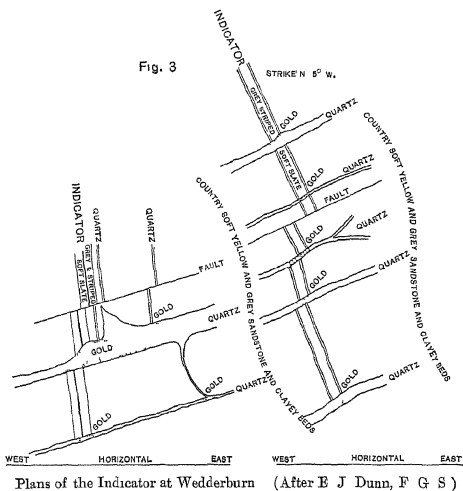 Fig. 3
INDICATOR
STRIKE N 5° W.
GREY STRIPED
SOFT SLATE
GOLD
QUARTZ
GOLD
QUARTZ
FAULT
GOLD
QUARTZ
GOLD
QUARTZ
GOLD
QUARTZ
COUNTRY SOFT YELLOW AND GREY SANDSTONE AND CLAYEY BEDS
COUNTRY SOFT YELLOW AND GREY SANDSTONE AND CLAYEY BEDS
INDICATOR
GREY & STRIPED
SOFT SLATE
QUARTZ
QUARTZ
FAULT
GOLD
QUARTZ
GOLD
GOLD
QUARTZ
GOLD
WEST HORIZONTAL EAST
WEST HORIZONTAL EAST
Plans of the Indicator at Wedderburn (After E J Dunn, F G S )